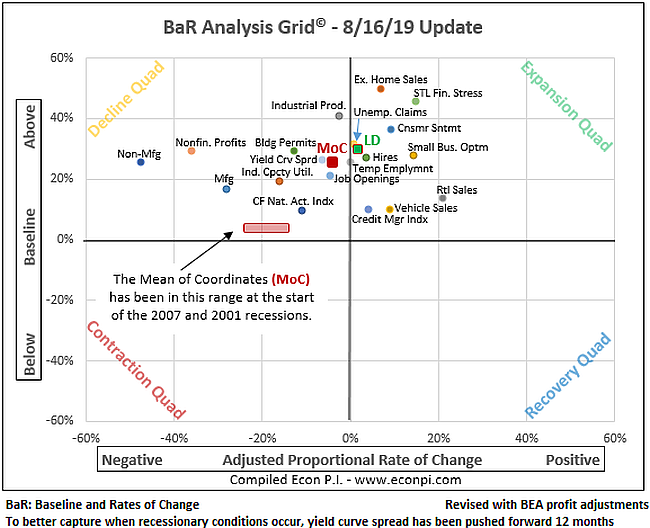 BaR Analysis Grid© - 8/16/19 Update
60%
40%
20%
0%
-20%
-40%
-60%
Above
Baseline
Below
Decline Quad
Expansion Quad
Contraction Quad
Recovery Quad
Ex. Home Sales
STL Fin. Stress
Industrial Prod.
Unemp. Claims
Cnsmr Sntmt
LD
Non-Mfg
Nonfin. Profits
Bldg Permits
MoC
Small Bus. Optm
Hires
Yield Crv Sprd
Temp Emplymnt
Ind. Cpcty Util.
Job Openings
Mfg
Rtl Sales
CF Nat. Act. Indx
Vehicle Sales
Credit Mgr Indx
The Mean of Coordinates (MoC)
has been in this range at the start
of the 2007 and 2001 recessions.
-60%
-40%
-20%
0%
20%
40%
60%
Negative Adjusted Proportional Rate of Change Positive
Compiled Econ P.I. - www.econpi.com
BaR: Baseline and Rates of Change Revised with BEA profit adjustments
To better capture when recessionary conditions occur, yield curve spread has been pushed forward 12 months